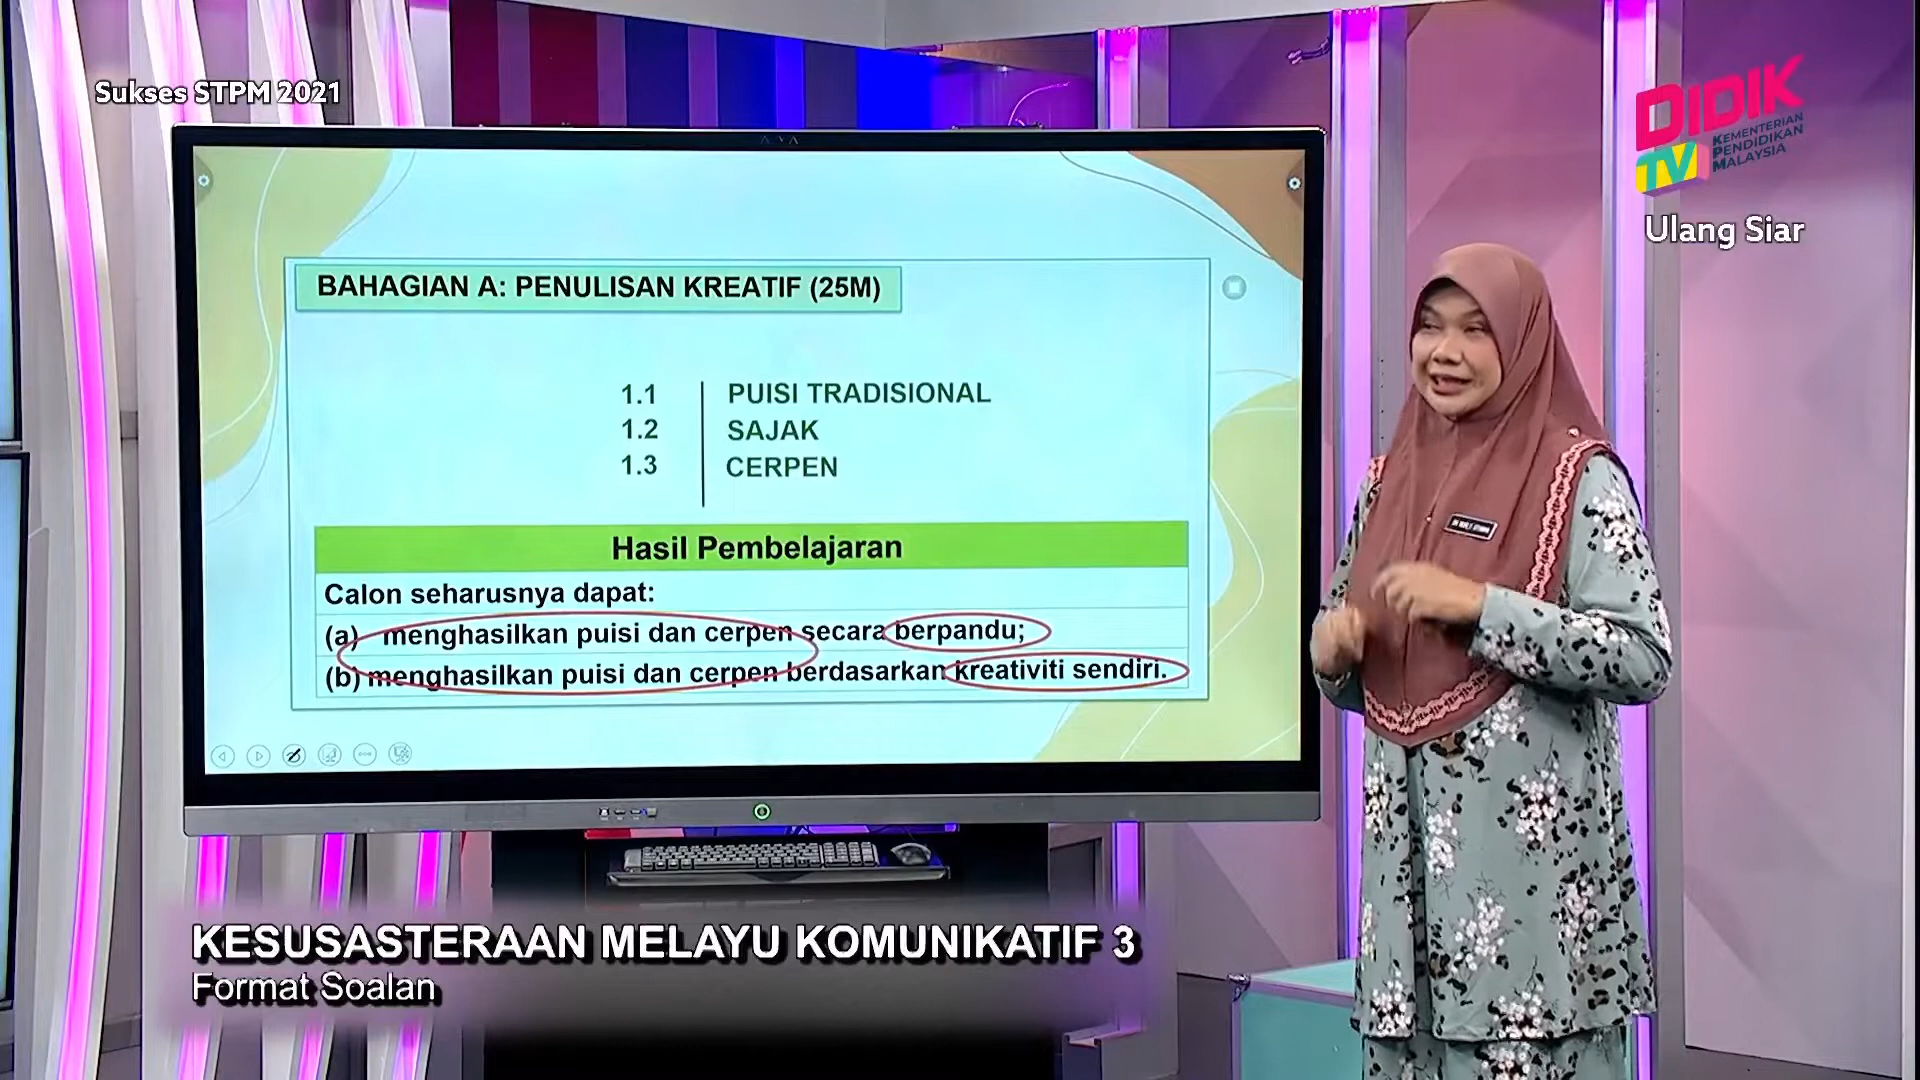 Sukses STPM 2021
DIDIK
TV
KEMENTERIAN
PENDIDIKAN
MALAYSIA
Ulang Siar
BAHAGIAN A: PENULISAN KREATIF (25M)
1.1 PUISI TRADISIONAL
1.2 SAJAK
1.3 CERPEN
Hasil Pembelajaran
Calon seharusnya dapat:
(a) menghasilkan puisi dan cerpen secara berpandu;
(b) menghasilkan puisi dan cerpen berdasarkan kreativiti sendiri.
KESUSASTERAAN MELAYU KOMUNIKATIF 3
Format Soalan